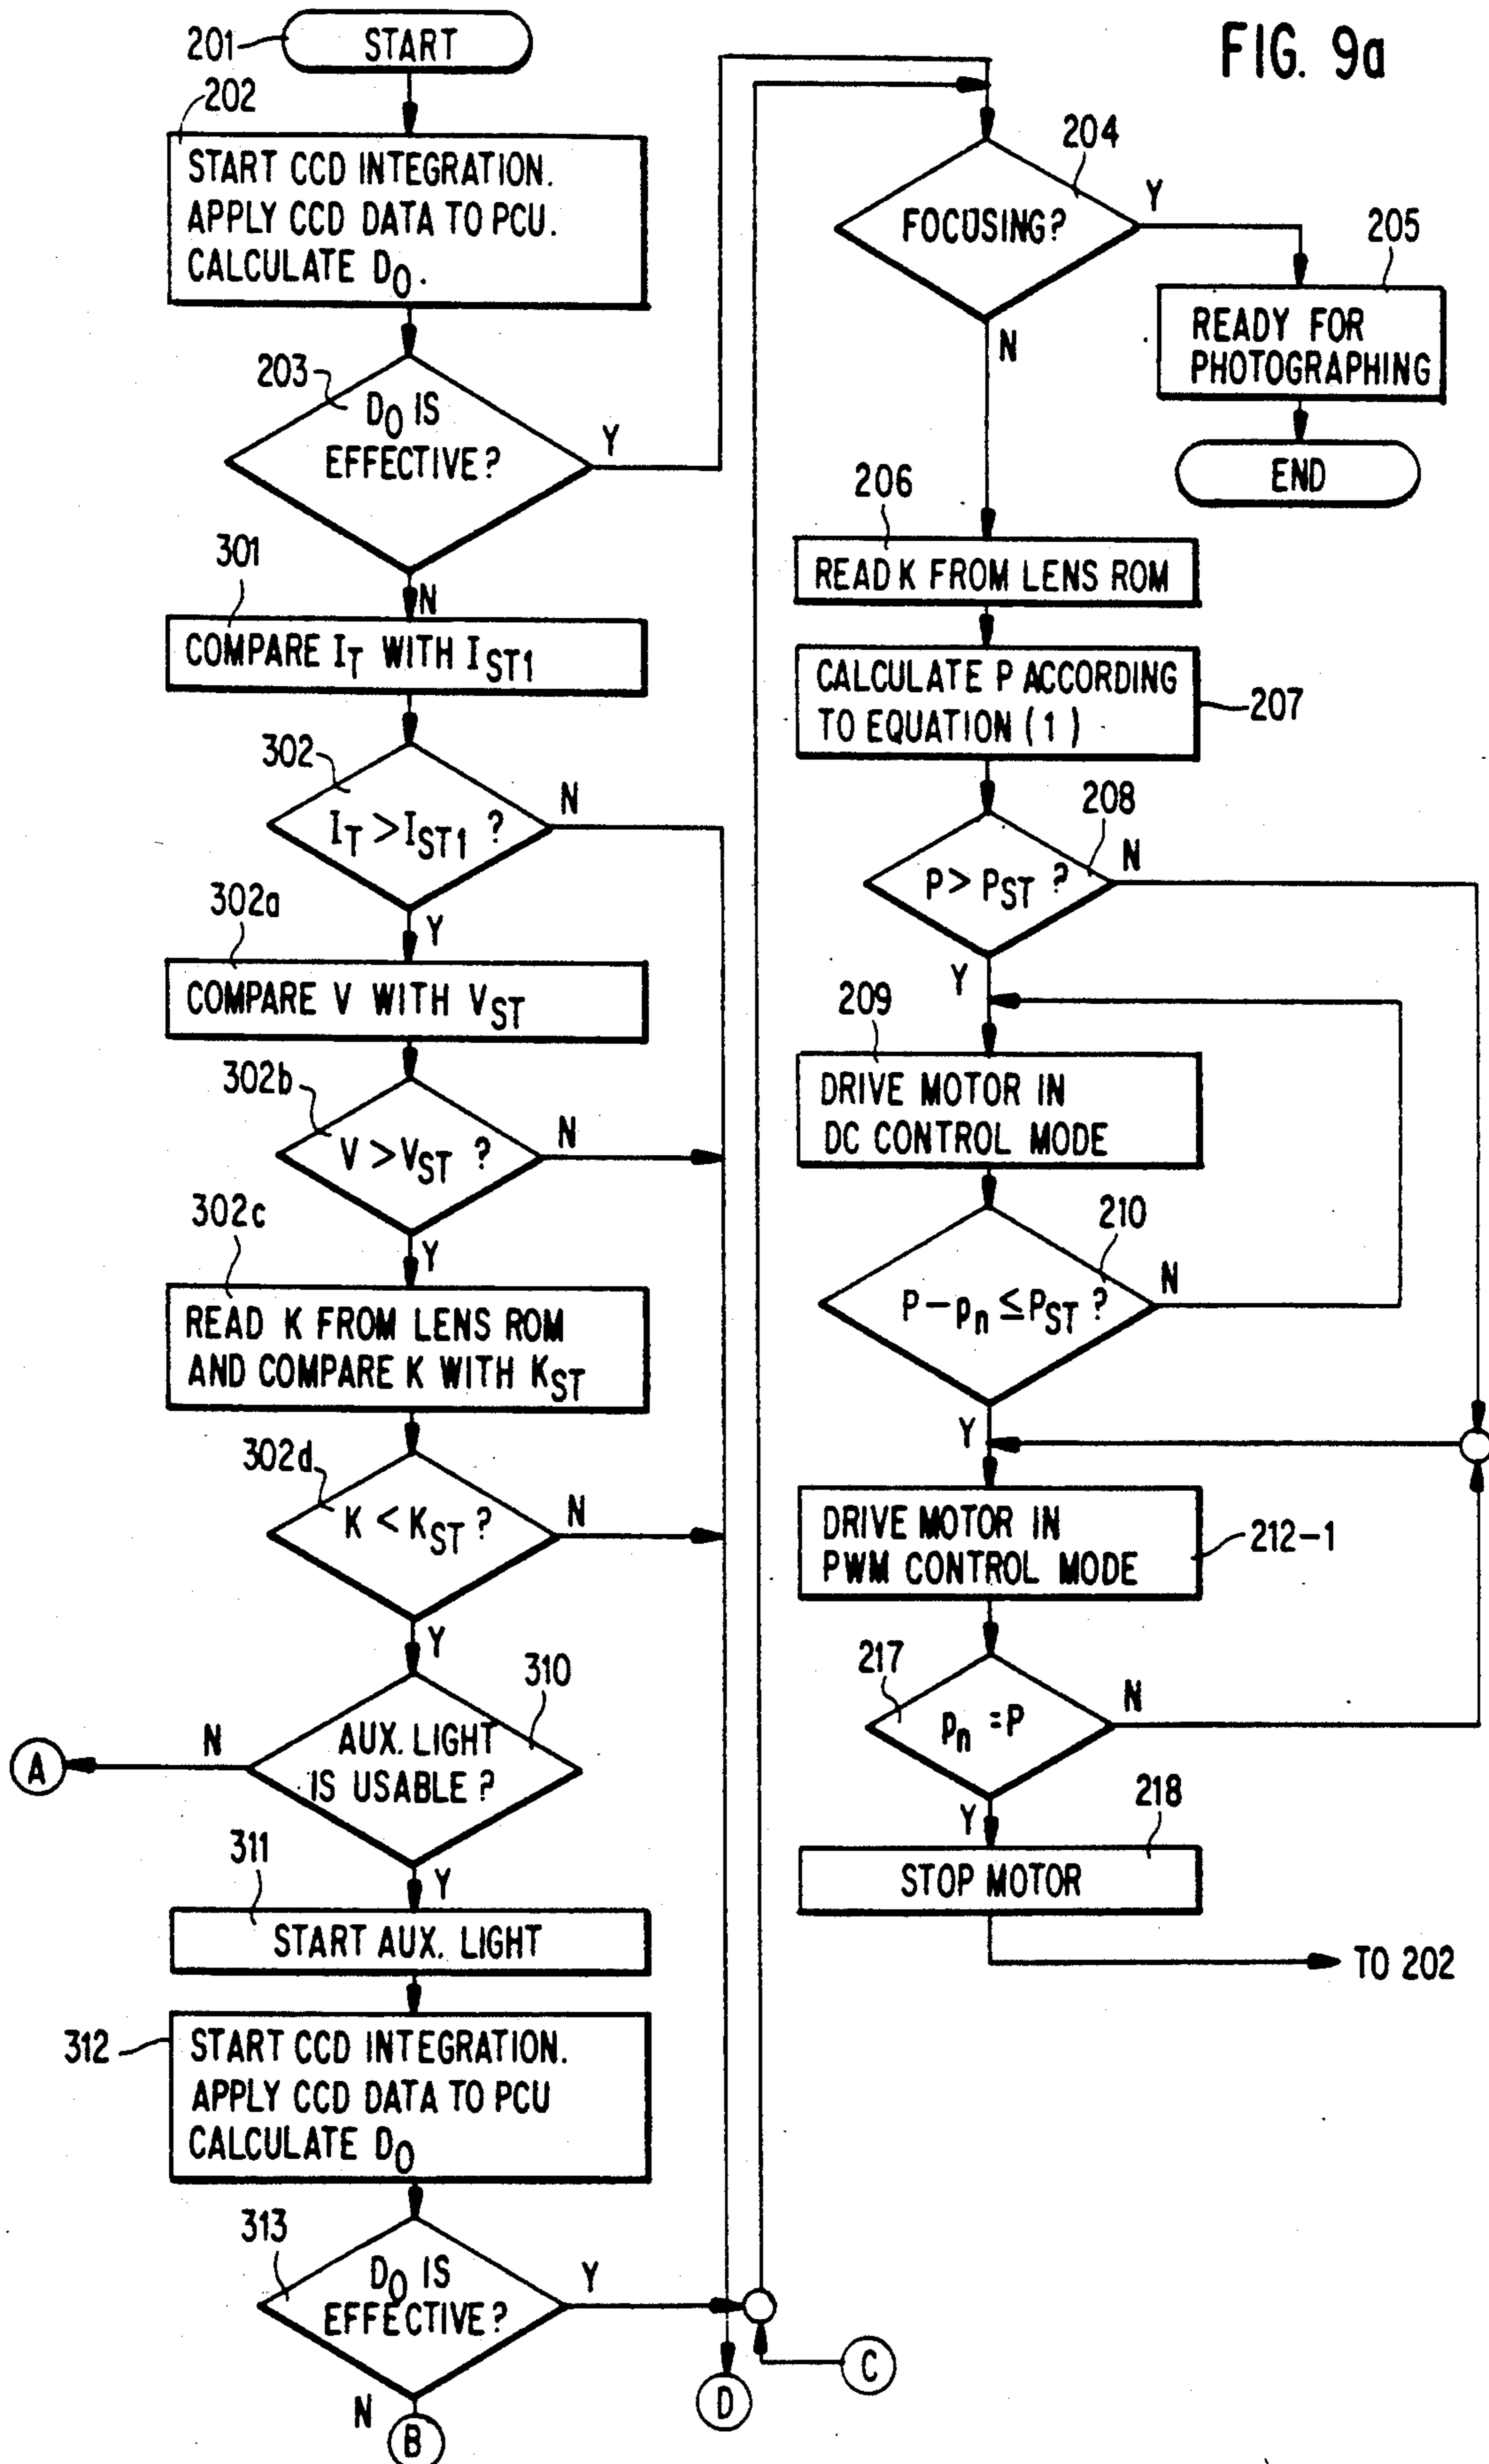 FIG. 9a
201
START
202
START CCD INTEGRATION.
APPLY CCD DATA TO PCU.
CALCULATE D0.
203
D0 IS
EFFECTIVE?
Y
N
301
COMPARE IT WITH IST1
302
IT > IST1 ?
N
Y
302a
COMPARE V WITH VST
302b
V > VST ?
N
Y
302c
READ K FROM LENS ROM
AND COMPARE K WITH KST
302d
K < KST ?
N
Y
310
AUX. LIGHT
IS USABLE ?
N
A
Y
311
START AUX. LIGHT
312
START CCD INTEGRATION.
APPLY CCD DATA TO PCU
CALCULATE D0
313
D0 IS
EFFECTIVE?
Y
N
B
D
C
204
FOCUSING?
Y
N
205
READY FOR
PHOTOGRAPHING
END
206
READ K FROM LENS ROM
CALCULATE P ACCORDING
TO EQUATION (1)
207
208
P > PST ?
N
Y
209
DRIVE MOTOR IN
DC CONTROL MODE
210
P – pn ≤ PST ?
N
Y
DRIVE MOTOR IN
PWM CONTROL MODE
212-1
217
pn = P
N
Y
218
STOP MOTOR
TO 202